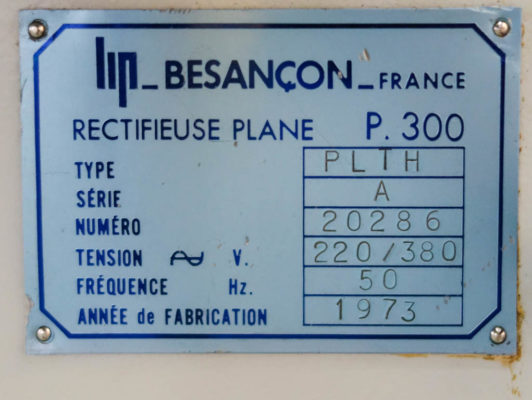 lip_BESANÇON_FRANCE
RECTIFIEUSE PLANE P. 300
TYPE PLTH
SÉRIE A
NUMÉRO 20286
TENSION V. 220/380
FRÉQUENCE Hz. 50
ANNÉE de FABRICATION 1973